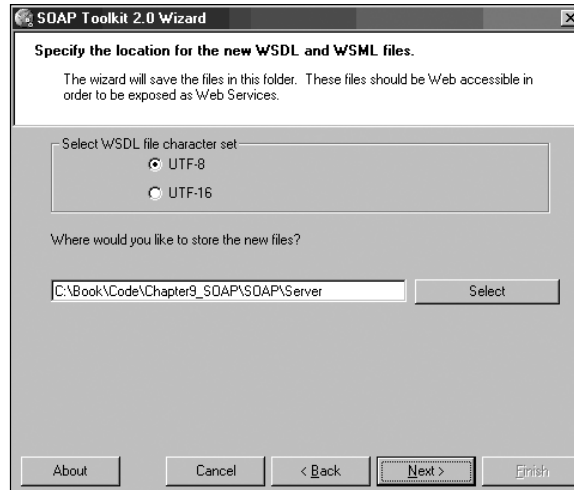 SOAP Toolkit 2.0 Wizard
Specify the location for the new WSDL and WSML files.
The wizard will save the files in this folder. These files should be Web accessible in
order to be exposed as Web Services.
Select WSDL file character set
UTF-8
UTF-16
Where would you like to store the new files?
C:\Book\Code\Chapter9_SOAP\SOAP\Server
Select
About
Cancel
< Back
Next >
Finish